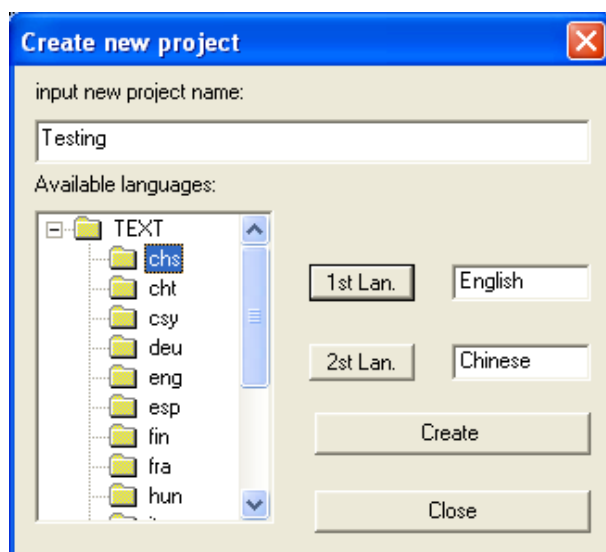 Create new project
input new project name:
Testing
Available languages:
TEXT
chs
cht
csy
deu
eng
esp
fin
fra
hun
1st Lan.
English
2st Lan.
Chinese
Create
Close